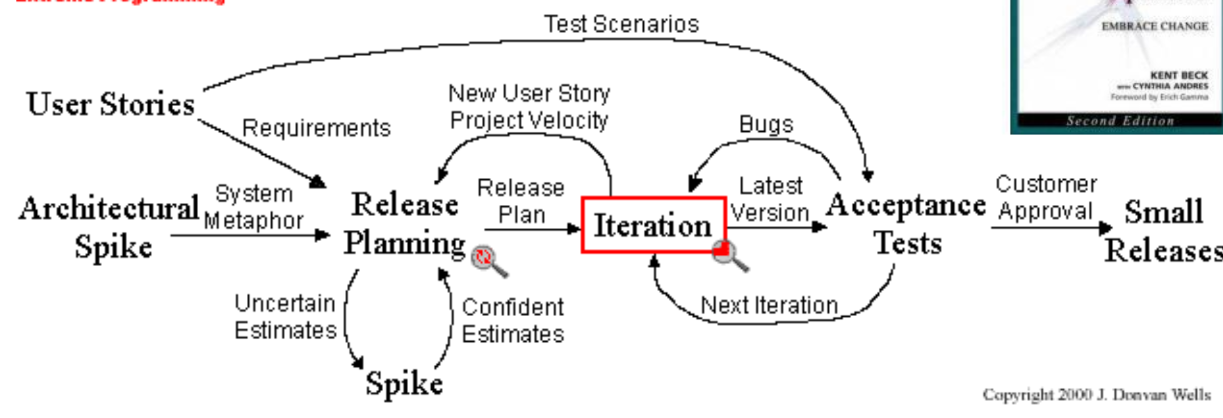 Extreme Programming
Test Scenarios
EMBRACE CHANGE
KENT BECK
WITH CYNTHIA ANDRES
Foreword by Erich Gamma
Second Edition
User Stories
Requirements
New User Story
Project Velocity
Bugs
Architectural
Spike
System
Metaphor
Release
Planning
Release
Plan
Iteration
Latest
Version
Acceptance
Tests
Customer
Approval
Small
Releases
Uncertain
Estimates
Confident
Estimates
Next Iteration
Spike
Copyright 2000 J. Donvan Wells